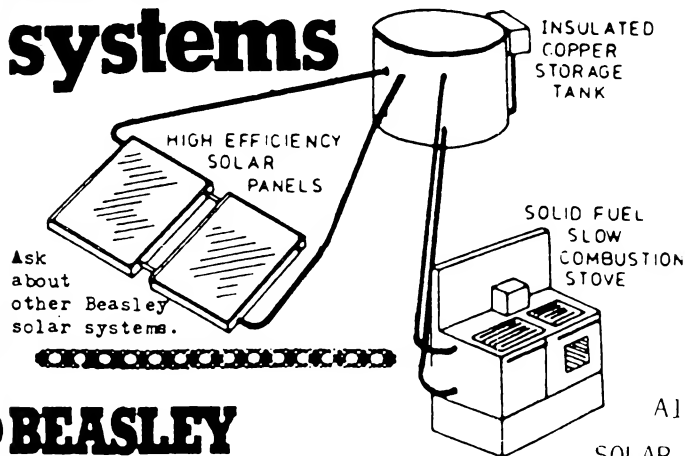 systems
INSULATED
COPPER
STORAGE
TANK
HIGH EFFICIENCY
SOLAR
PANELS
SOLID FUEL
SLOW
COMBUSTION
STOVE
Ask
about
other Beasley
solar systems.
BEASLEY
SOLAR